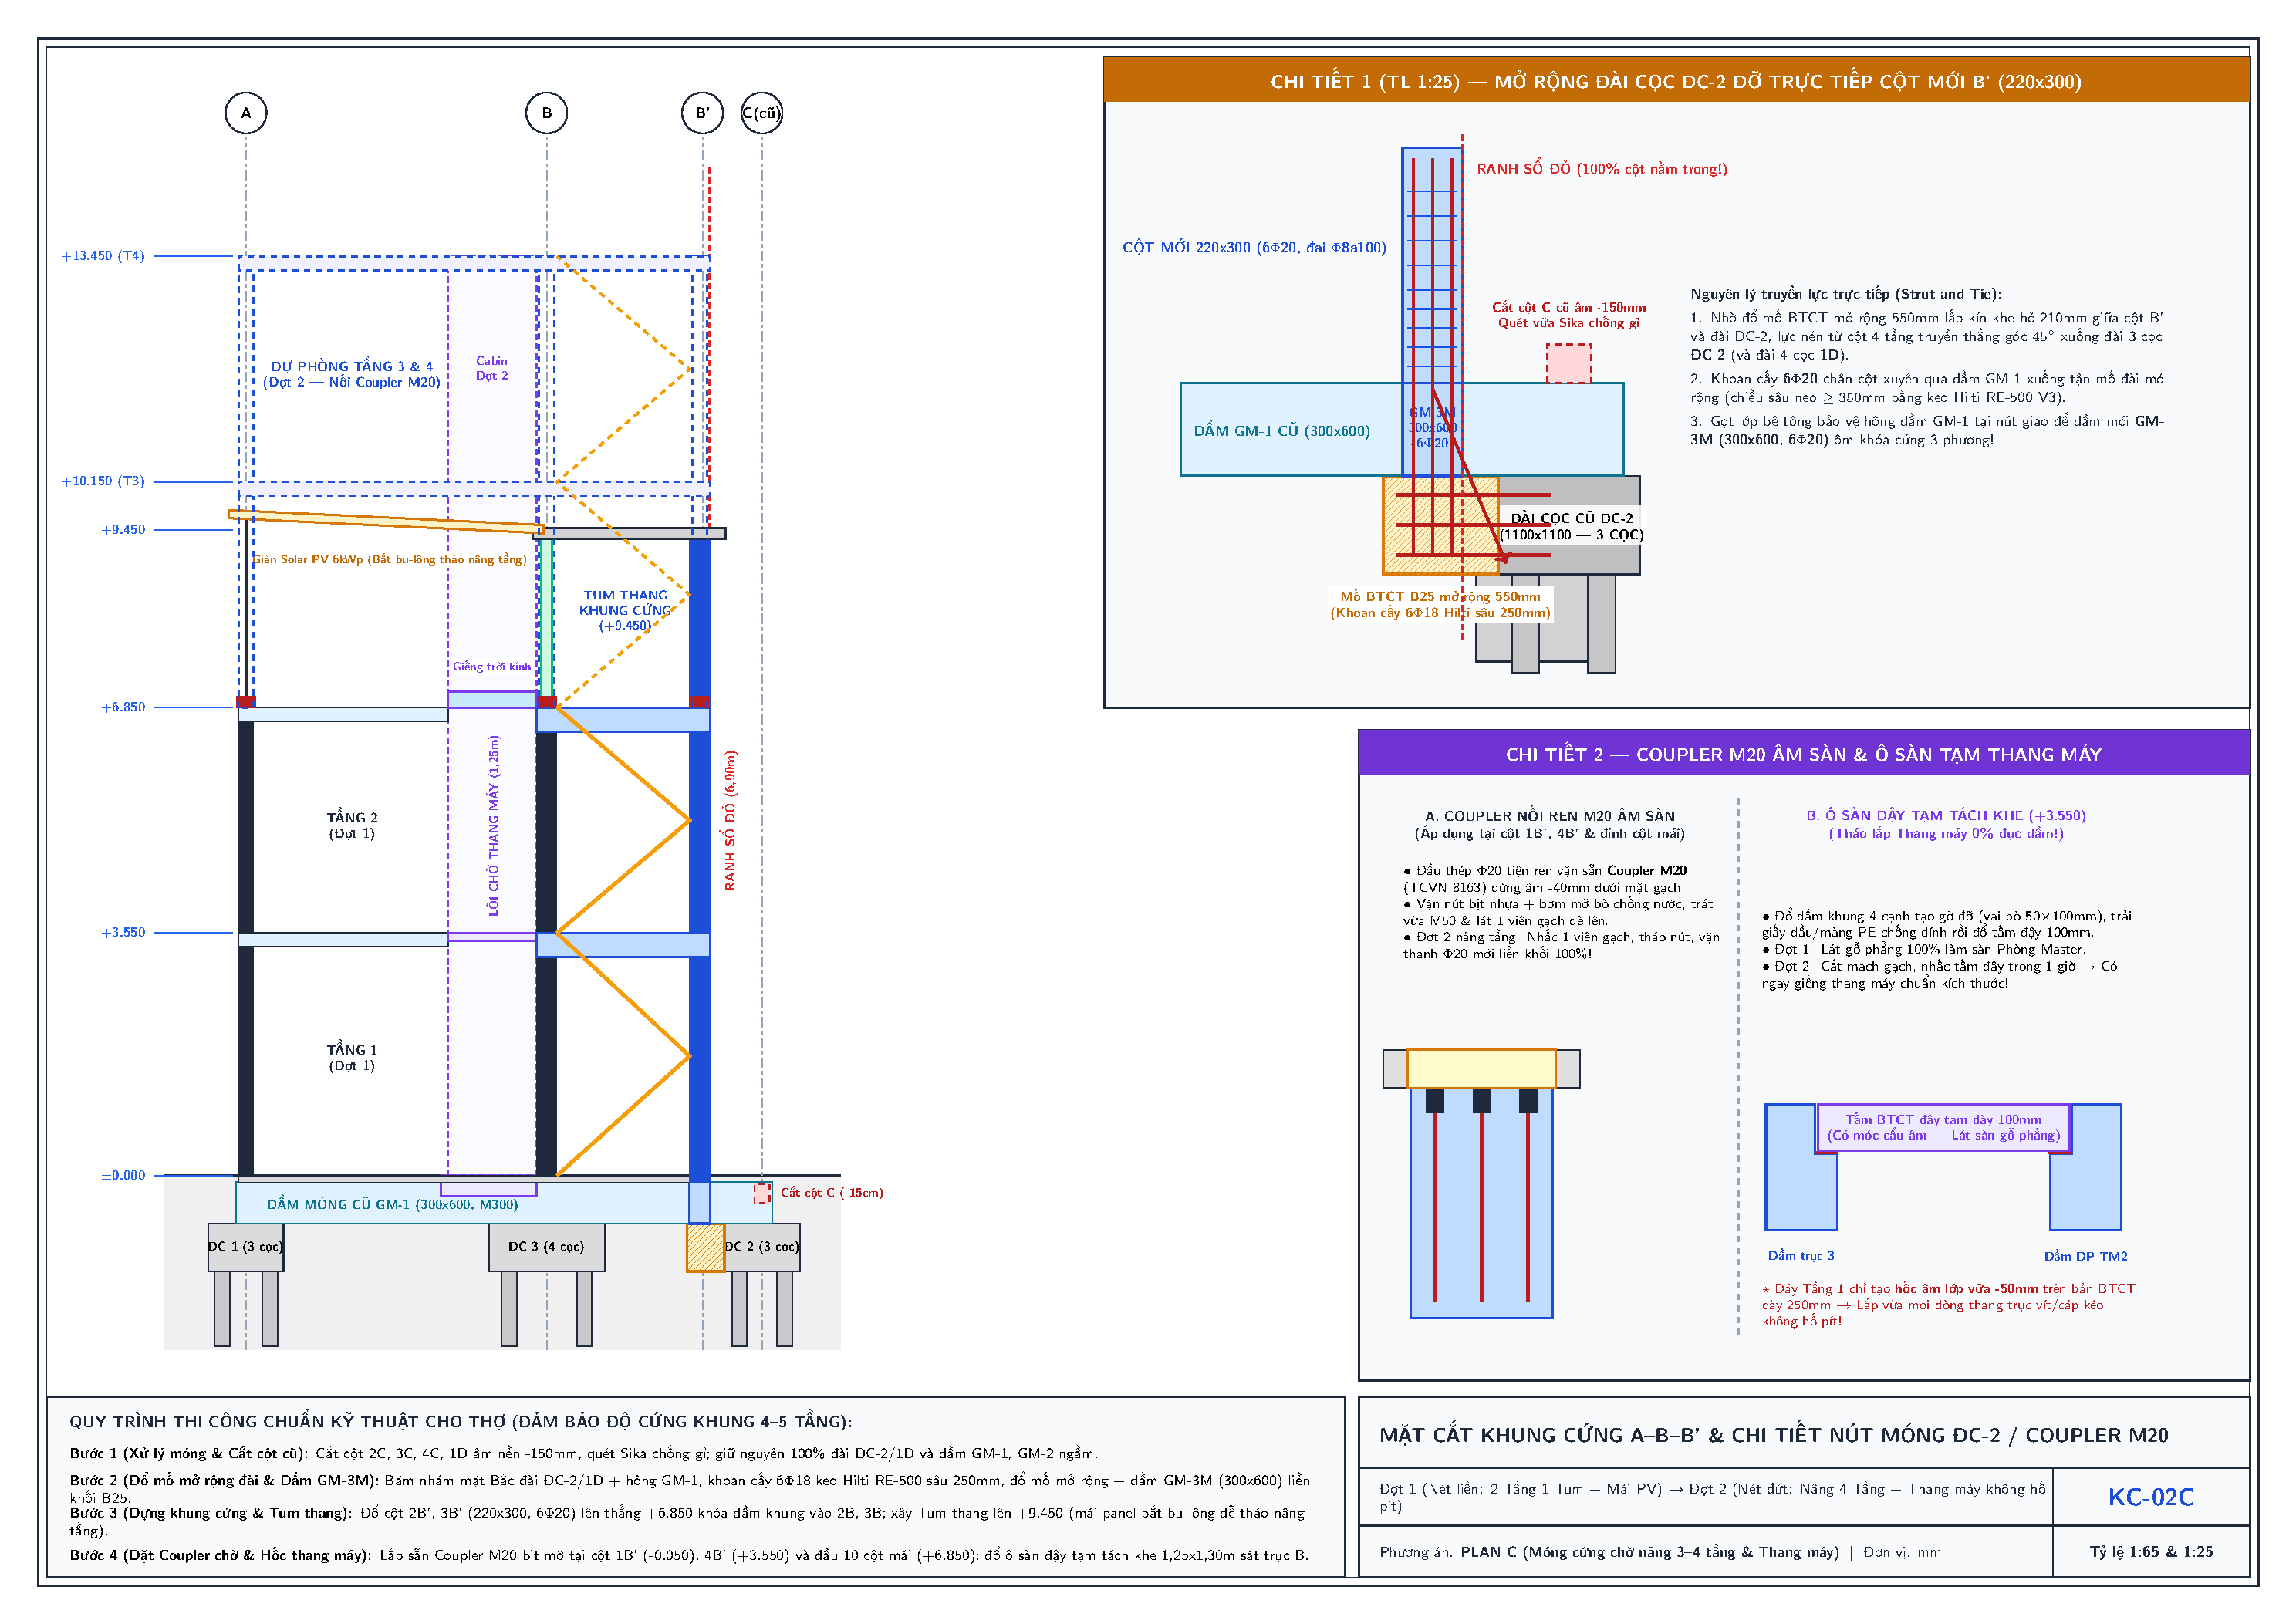 A
B
B'
C(cũ)
+13.450 (T4)
DỰ PHÒNG TẦNG 3 & 4
(Đợt 2 — Nối Coupler M20)
Cabin
Đợt 2
+10.150 (T3)
+9.450
Giàn Solar PV 6kWp (Bắt bu-lông tháo nâng tầng)
TUM THANG
KHUNG CỨNG
(+9.450)
Giếng trời kính
+6.850
TẦNG 2
(Đợt 1)
LÕI CHỜ THANG MÁY (1,25m)
RANH SỔ ĐỎ (6,90m)
+3.550
TẦNG 1
(Đợt 1)
±0.000
DẦM MÓNG CŨ GM-1 (300x600, M300)
Cắt cột C (-15cm)
ĐC-1 (3 cọc)
ĐC-3 (4 cọc)
ĐC-2 (3 cọc)
CHI TIẾT 1 (TL 1:25) — MỞ RỘNG ĐÀI CỌC ĐC-2 ĐỠ TRỰC TIẾP CỘT MỚI B' (220x300)
RANH SỔ ĐỎ (100% cột nằm trong!)
CỘT MỚI 220x300 (6Φ20, đai Φ8a100)
Cắt cột C cũ âm -150mm
Quét vữa Sika chống gỉ
DẦM GM-1 CŨ (300x600)
GM-3M
300x600
6Φ20
ĐÀI CỌC CŨ ĐC-2
(1100x1100 — 3 CỌC)
Mố BTCT B25 mở rộng 550mm
(Khoan cấy 6Φ18 Hilti sâu 250mm)
Nguyên lý truyền lực trực tiếp (Strut-and-Tie):
1. Nhờ đổ mố BTCT mở rộng 550mm lấp kín khe hở 210mm giữa cột B'
và đài ĐC-2, lực nén từ cột 4 tầng truyền thẳng góc 45° xuống đài 3 cọc
ĐC-2 (và đài 4 cọc 1D).
2. Khoan cấy 6Φ20 chân cột xuyên qua dầm GM-1 xuống tận mố đài mở
rộng (chiều sâu neo ≥ 350mm bằng keo Hilti RE-500 V3).
3. Gọt lớp bê tông bảo vệ hông dầm GM-1 tại nút giao để dầm mới GM-
3M (300x600, 6Φ20) ôm khóa cứng 3 phương!
CHI TIẾT 2 — COUPLER M20 ÂM SÀN & Ô SÀN TẠM THANG MÁY
A. COUPLER NỐI REN M20 ÂM SÀN
(Áp dụng tại cột 1B', 4B' & đỉnh cột mái)
● Đầu thép Φ20 tiện ren vặn sẵn Coupler M20
(TCVN 8163) dừng âm -40mm dưới mặt gạch.
● Vặn nút bịt nhựa + bơm mỡ bò chống nước, trát
vữa M50 & lát 1 viên gạch đè lên.
● Đợt 2 nâng tầng: Nhấc 1 viên gạch, tháo nút, vặn
thanh Φ20 mới liền khối 100%!
B. Ô SÀN ĐẬY TẠM TÁCH KHE (+3.550)
(Tháo lắp Thang máy 0% đục dầm!)
● Đổ dầm khung 4 cạnh tạo gờ đỡ (vai bò 50×100mm), trải
giấy dầu/màng PE chống dính rồi đổ tấm đậy 100mm.
● Đợt 1: Lát gỗ phẳng 100% làm sàn Phòng Master.
● Đợt 2: Cắt mạch gạch, nhấc tấm đậy trong 1 giờ → Có
ngay giếng thang máy chuẩn kích thước!
Tấm BTCT đậy tạm dày 100mm
(Có móc cẩu âm — Lát sàn gỗ phẳng)
Dầm trục 3
Dầm DP-TM2
* Đáy Tầng 1 chỉ tạo hốc âm lớp vữa -50mm trên bản BTCT
dày 250mm → Lắp vừa mọi dòng thang trục vít/cáp kéo
không hố pít!
QUY TRÌNH THI CÔNG CHUẨN KỸ THUẬT CHO THỢ (ĐẢM BẢO ĐỘ CỨNG KHUNG 4–5 TẦNG):
Bước 1 (Xử lý móng & Cắt cột cũ): Cắt cột 2C, 3C, 4C, 1D âm nền -150mm, quét Sika chống gỉ; giữ nguyên 100% đài ĐC-2/1D và dầm GM-1, GM-2 ngầm.
Bước 2 (Đổ mố mở rộng đài & Dầm GM-3M): Băm nhám mặt Bắc đài ĐC-2/1D + hông GM-1, khoan cấy 6Φ18 keo Hilti RE-500 sâu 250mm, đổ mố mở rộng + dầm GM-3M (300x600) liền
khối B25.
Bước 3 (Dựng khung cứng & Tum thang): Đổ cột 2B', 3B' (220x300, 6Φ20) lên thẳng +6.850 khóa dầm khung vào 2B, 3B; xây Tum thang lên +9.450 (mái panel bắt bu-lông dễ tháo nâng
tầng).
Bước 4 (Đặt Coupler chờ & Hốc thang máy): Lắp sẵn Coupler M20 bịt mỡ tại cột 1B' (-0.050), 4B' (+3.550) và đầu 10 cột mái (+6.850); đổ ô sàn đậy tạm tách khe 1,25x1,30m sát trục B.
MẶT CẮT KHUNG CỨNG A–B–B' & CHI TIẾT NÚT MÓNG ĐC-2 / COUPLER M20
Đợt 1 (Nét liền: 2 Tầng 1 Tum + Mái PV) → Đợt 2 (Nét đứt: Nâng 4 Tầng + Thang máy không hố
pít)
KC-02C
Phương án: PLAN C (Móng cứng chờ nâng 3–4 tầng & Thang máy) | Đơn vị: mm
Tỷ lệ 1:65 & 1:25